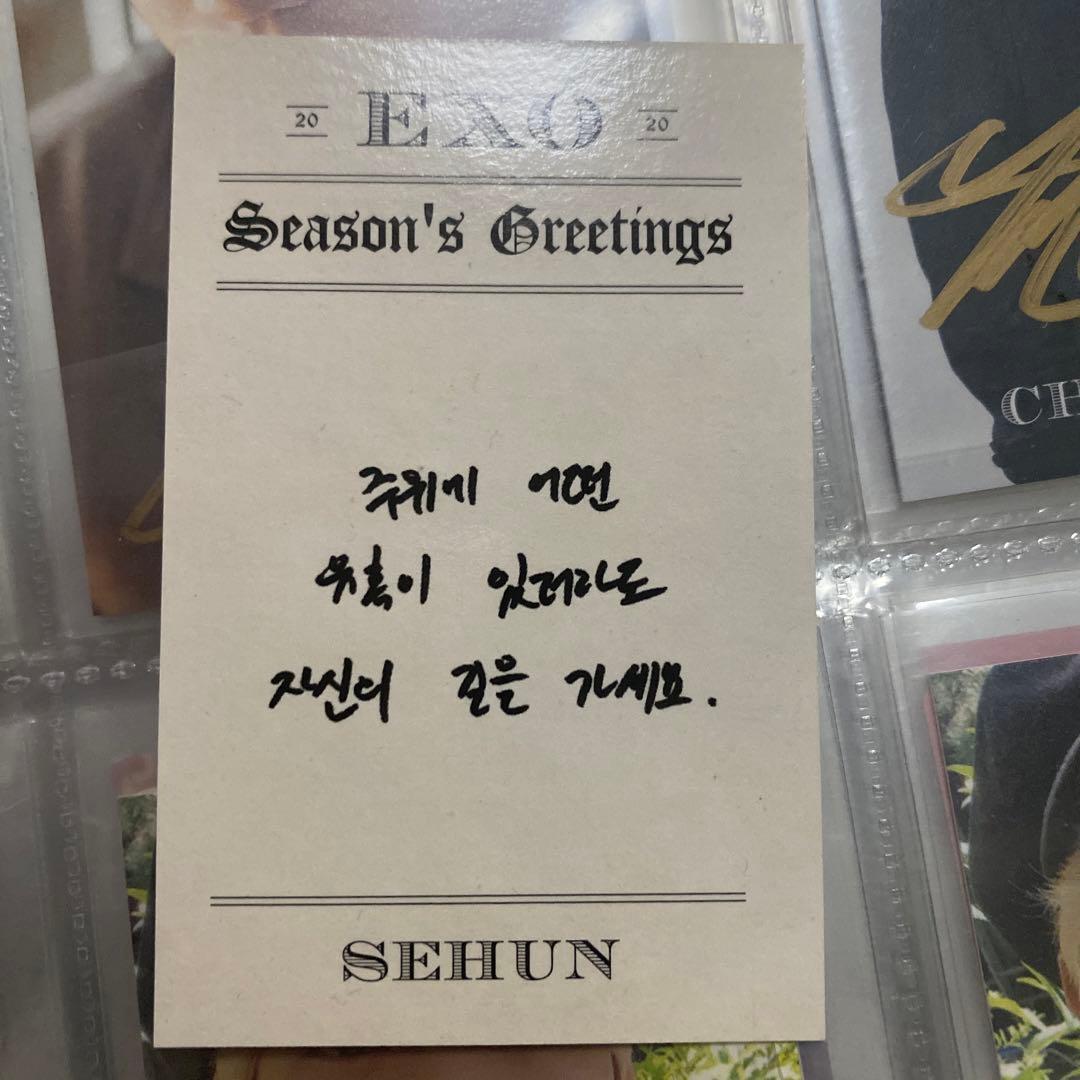 20 EXO 20
Season's Greetings
주위에 어떤
유혹이 있더라도
자신의 길을 가세요.
SEHUN
CH